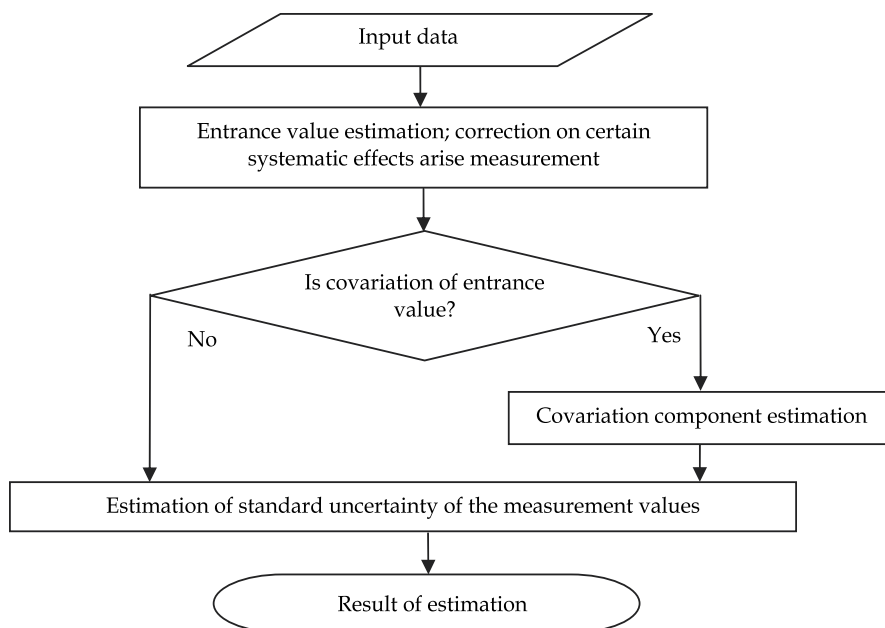 Input data
Entrance value estimation; correction on certain
systematic effects arise measurement
Is covariation of entrance
value?
No
Yes
Covariation component estimation
Estimation of standard uncertainty of the measurement values
Result of estimation